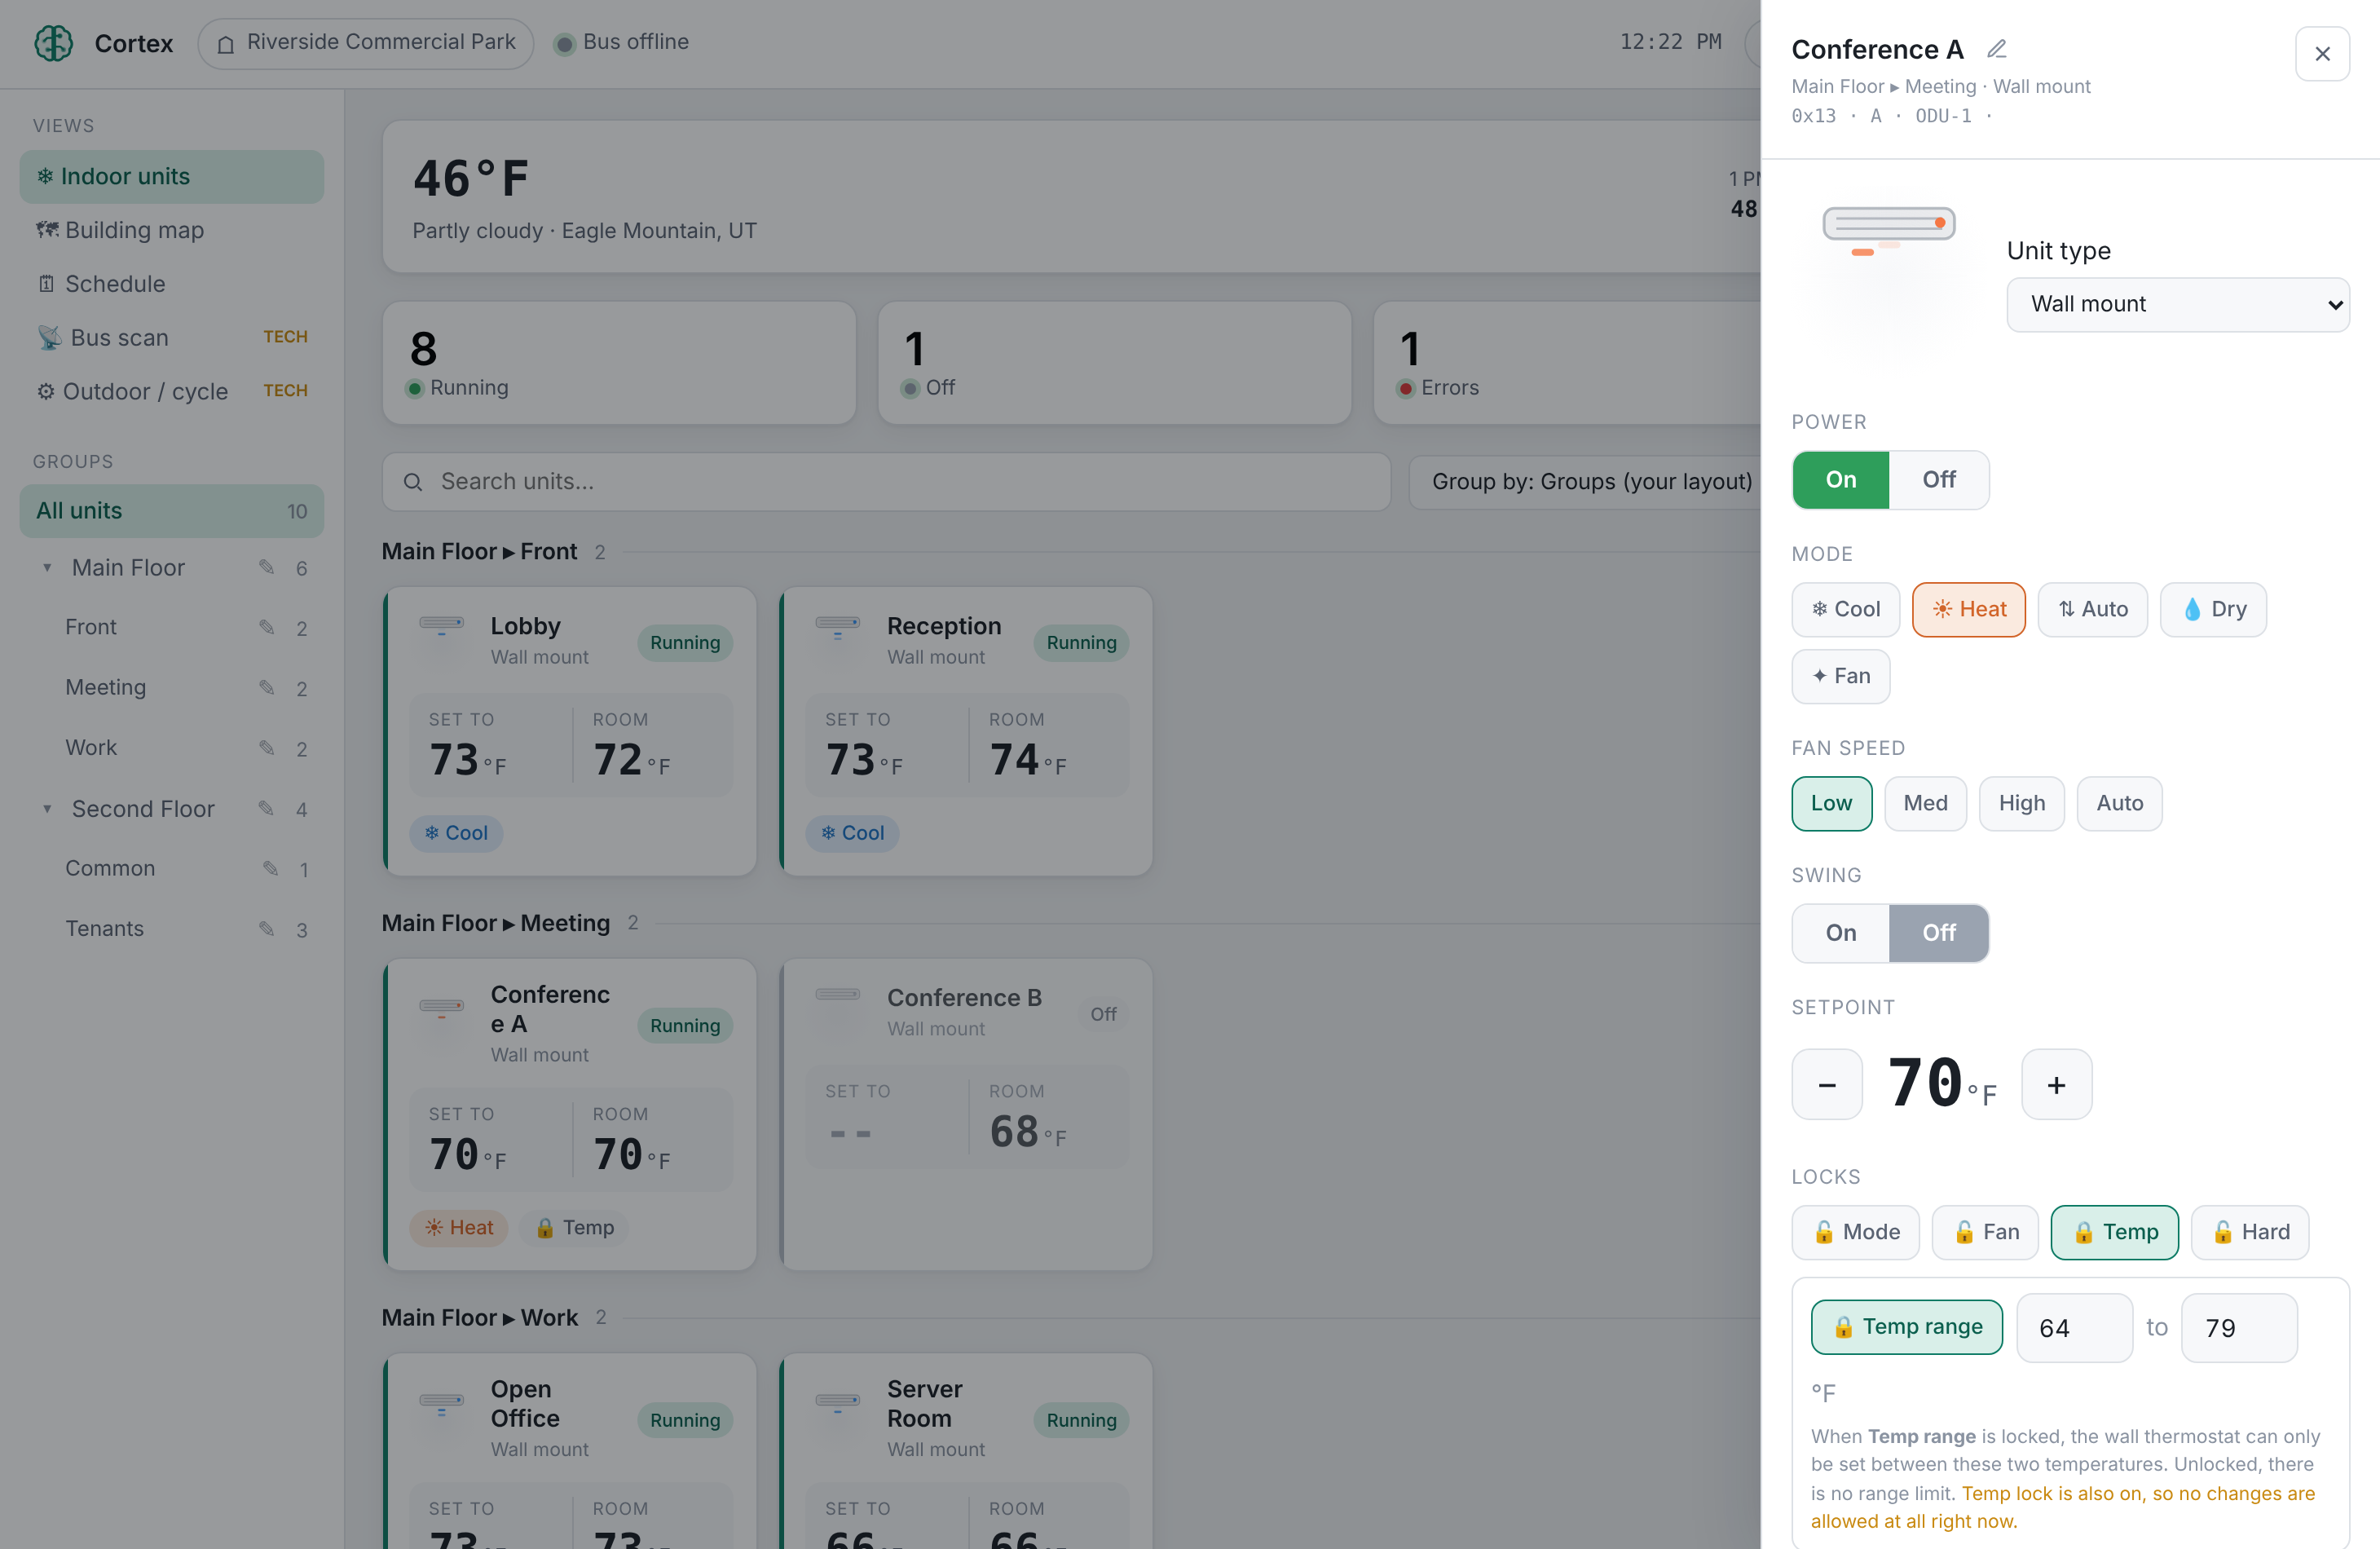 Cortex
Riverside Commercial Park
Bus offline
12:22 PM
VIEWS
Indoor units
Building map
Schedule
Bus scan TECH
Outdoor / cycle TECH
GROUPS
All units 10
Main Floor 6
Front 2
Meeting 2
Work 2
Second Floor 4
Common 1
Tenants 3
46°F
Partly cloudy · Eagle Mountain, UT
48
8
Running
1
Off
1
Errors
Search units...
Group by: Groups (your layout)
Main Floor ▸ Front 2
Lobby
Wall mount
Running
SET TO ROOM
73°F 72°F
❄ Cool
Reception
Wall mount
Running
SET TO ROOM
73°F 74°F
❄ Cool
Main Floor ▸ Meeting 2
Conferenc
e A
Wall mount
Running
SET TO ROOM
70°F 70°F
☀ Heat 🔒 Temp
Conference B
Wall mount
Off
SET TO ROOM
-- 68°F
Main Floor ▸ Work 2
Open
Office
Wall mount
Running
SET TO ROOM
73°F 73°F
Server
Room
Wall mount
Running
SET TO ROOM
66°F 66°F
Conference A
Main Floor ▸ Meeting · Wall mount
0x13 · A · ODU-1 ·
Unit type
Wall mount
POWER
On Off
MODE
❄ Cool ☀ Heat ⇅ Auto 💧 Dry
✦ Fan
FAN SPEED
Low Med High Auto
SWING
On Off
SETPOINT
− 70°F +
LOCKS
🔓 Mode 🔓 Fan 🔒 Temp 🔓 Hard
🔒 Temp range 64 to 79
°F
When Temp range is locked, the wall thermostat can only
be set between these two temperatures. Unlocked, there
is no range limit. Temp lock is also on, so no changes are
allowed at all right now.